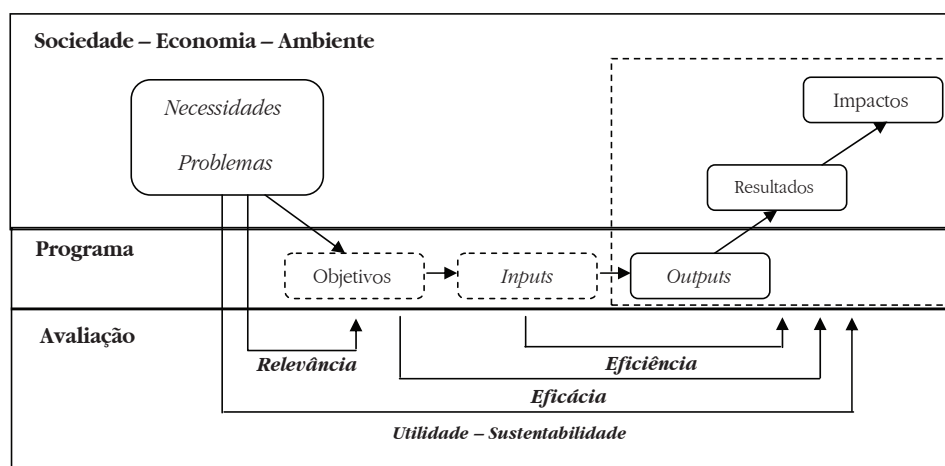 Sociedade – Economia – Ambiente
Necessidades
Problemas
Impactos
Resultados
Programa
Objetivos
Inputs
Outputs
Avaliação
Relevância
Eficiência
Eficácia
Utilidade – Sustentabilidade